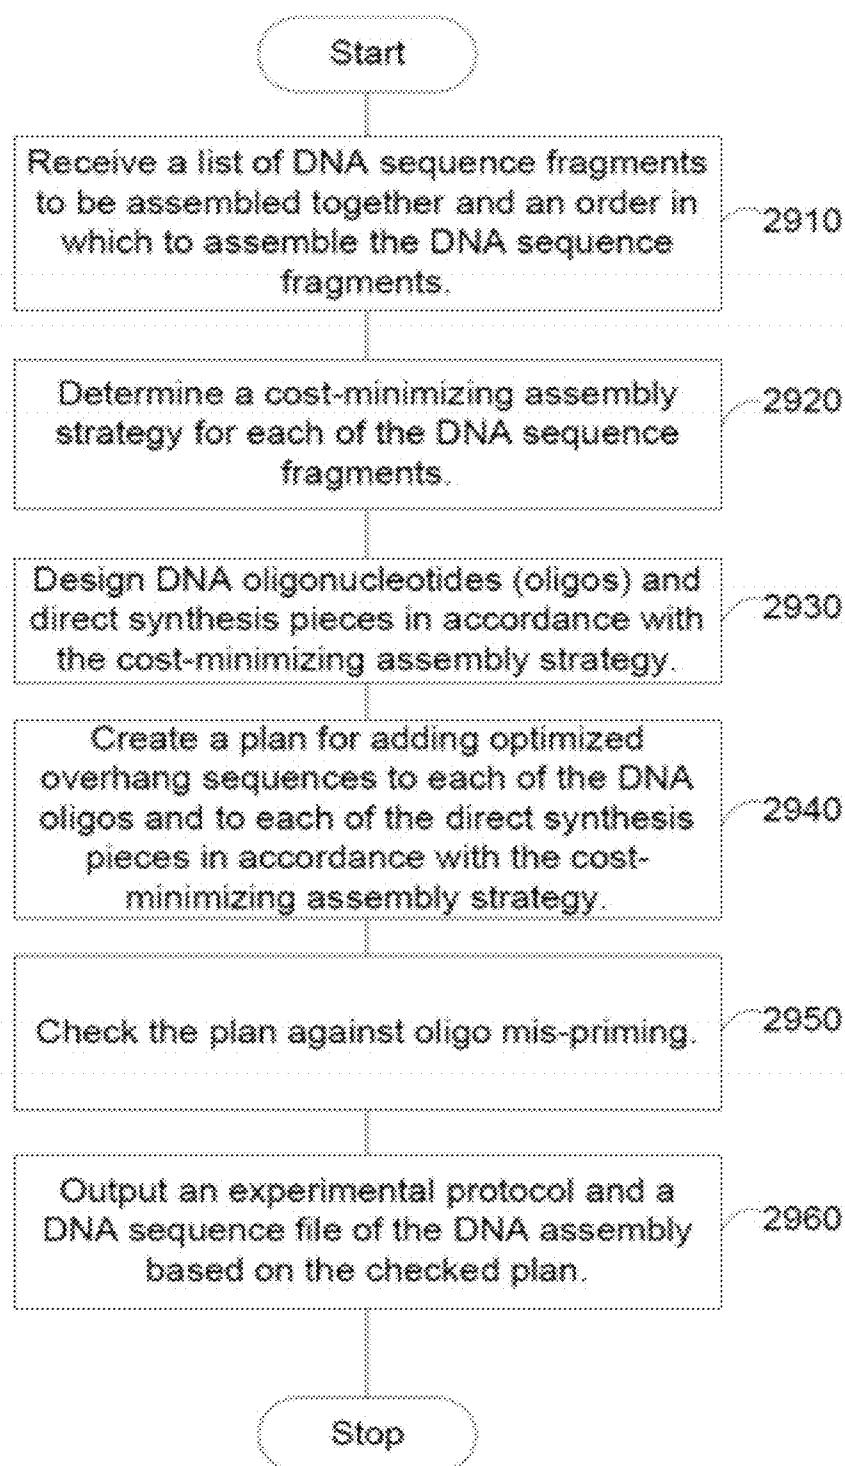 Start
Receive a list of DNA sequence fragments
to be assembled together and an order in
which to assemble the DNA sequence
fragments.
2910
Determine a cost-minimizing assembly
strategy for each of the DNA sequence
fragments.
2920
Design DNA oligonucleotides (oligos) and
direct synthesis pieces in accordance with
the cost-minimizing assembly strategy.
2930
Create a plan for adding optimized
overhang sequences to each of the DNA
oligos and to each of the direct synthesis
pieces in accordance with the cost-
minimizing assembly strategy.
2940
Check the plan against oligo mis-priming.
2950
Output an experimental protocol and a
DNA sequence file of the DNA assembly
based on the checked plan.
2960
Stop